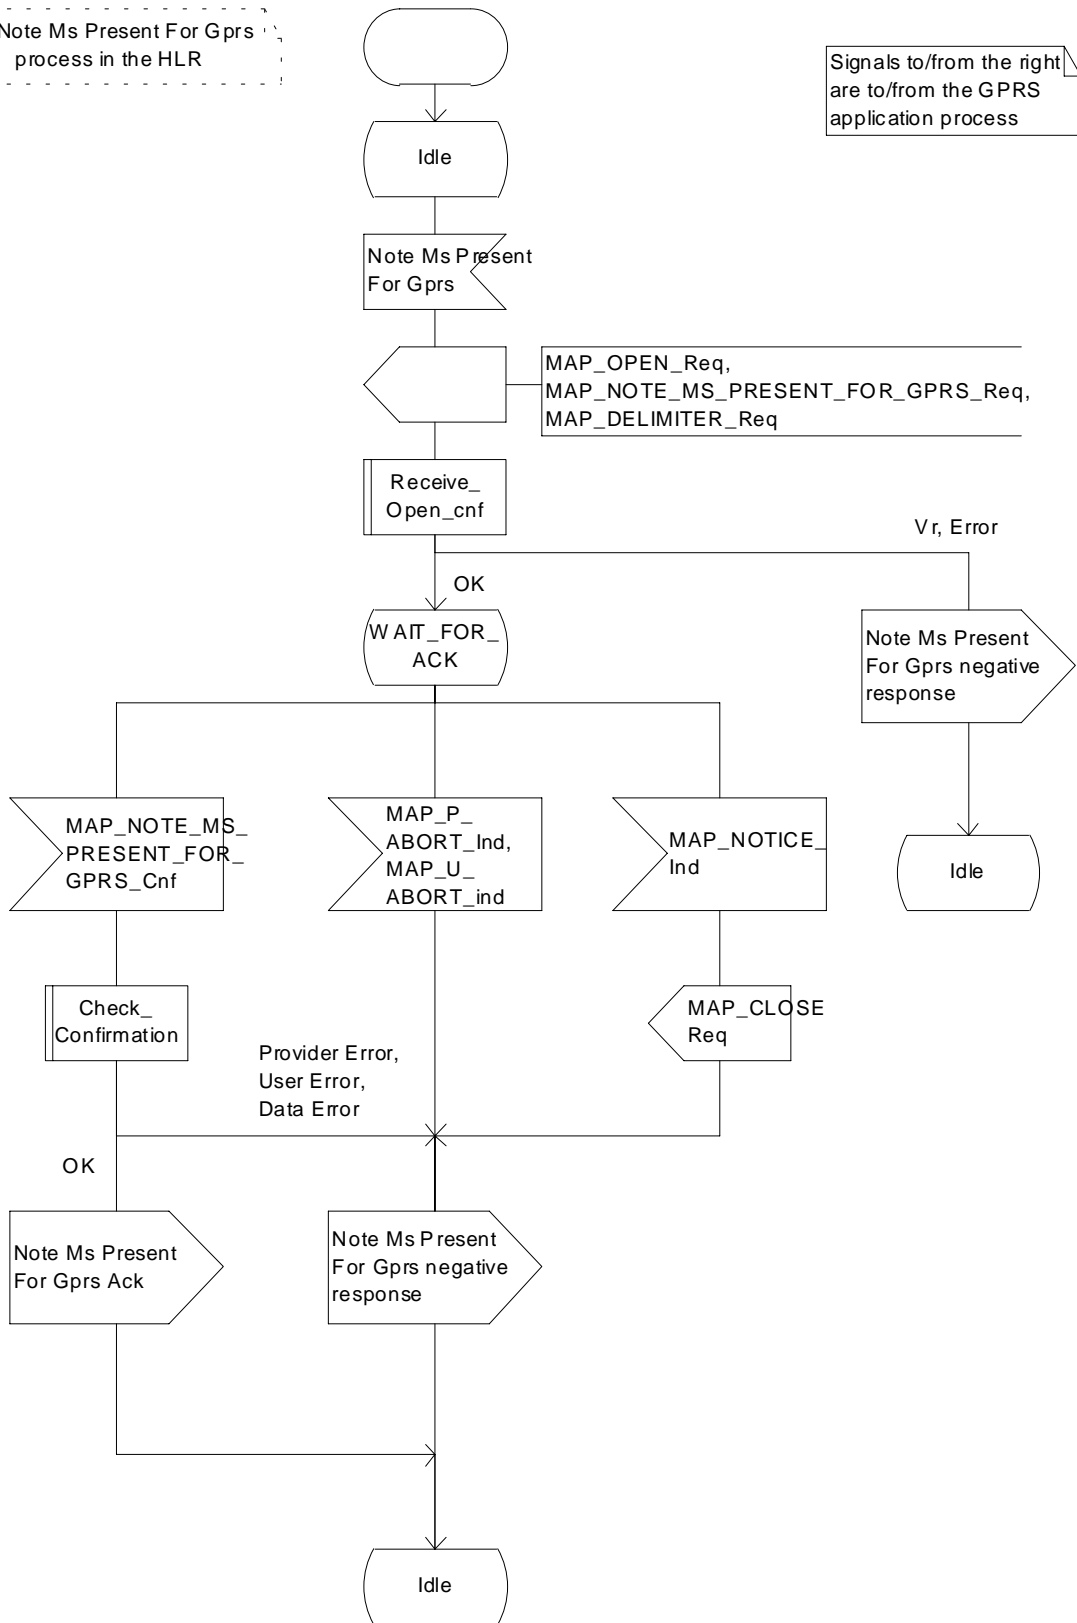 Note Ms Present For Gprs
process in the HLR
Signals to/from the right
are to/from the GPRS
application process
Idle
Note Ms Present
For Gprs
MAP_OPEN_Req,
MAP_NOTE_MS_PRESENT_FOR_GPRS_Req,
MAP_DELIMITER_Req
Receive_
Open_cnf
Vr, Error
OK
WAIT_FOR_
ACK
Note Ms Present
For Gprs negative
response
MAP_NOTE_MS_
PRESENT_FOR_
GPRS_Cnf
MAP_P_
ABORT_Ind,
MAP_U_
ABORT_ind
MAP_NOTICE_
Ind
Idle
Check_
Confirmation
MAP_CLOSE
Req
Provider Error,
User Error,
Data Error
OK
Note Ms Present
For Gprs Ack
Note Ms Present
For Gprs negative
response
Idle